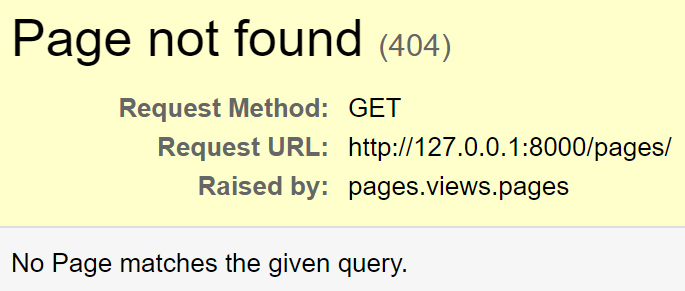 Page not found (404)
Request Method: GET
Request URL: http://127.0.0.1:8000/pages/
Raised by: pages.views.pages
No Page matches the given query.